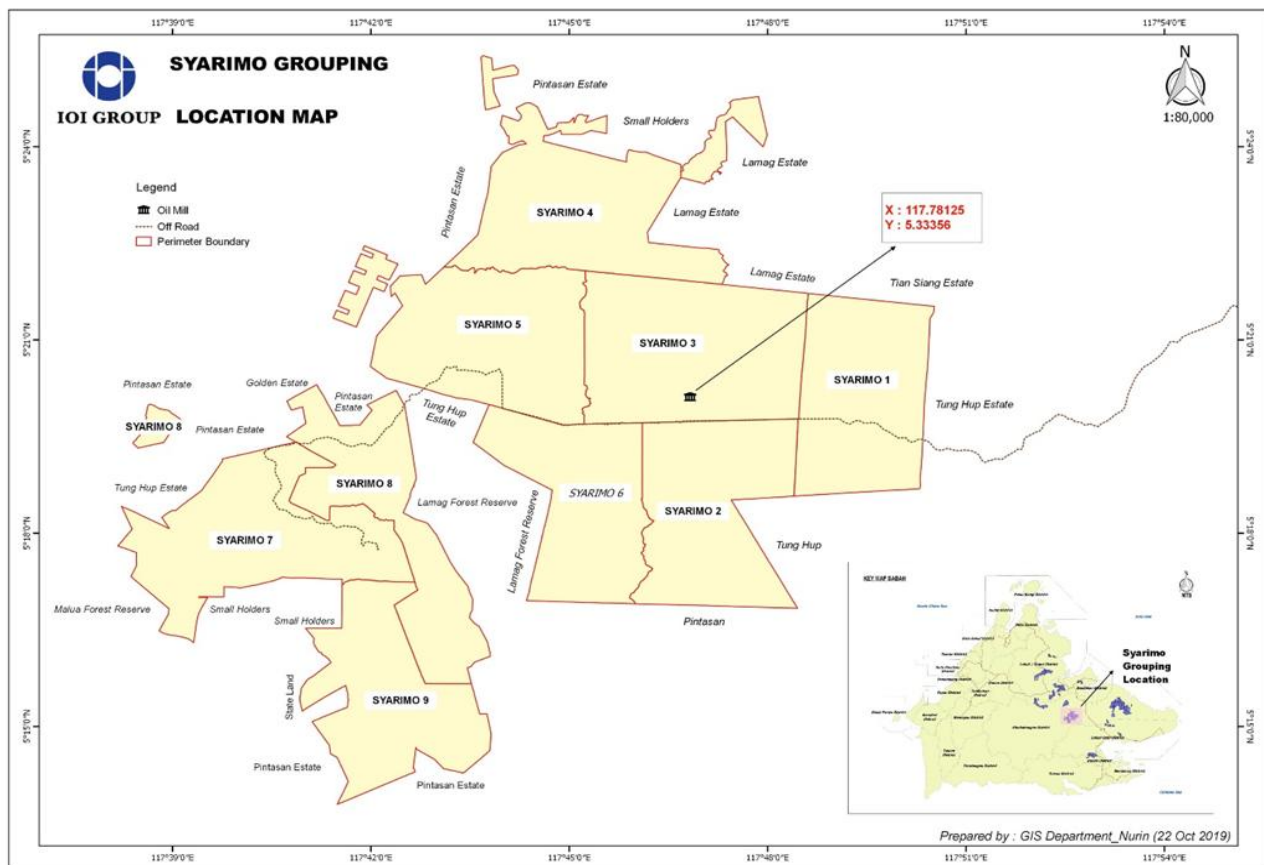 117°39'0"E 117°42'0"E 117°45'0"E 117°48'0"E 117°51'0"E 117°54'0"E
SYARIMO GROUPING
IOI GROUP LOCATION MAP
N
1:80,000
5°24'0"N
5°24'0"N
Legend
Oil Mill
Off Road
Perimeter Boundary
Pintasan Estate
Small Holders
Lamag Estate
Pintasan Estate
SYARIMO 4
Lamag Estate
X : 117.78125
Y : 5.33356
Lamag Estate
Tian Siang Estate
SYARIMO 5
SYARIMO 3
5°21'0"N
5°21'0"N
SYARIMO 1
Pintasan Estate
Golden Estate
Pintasan
Estate
Tung Hup
Estate
Tung Hup Estate
SYARIMO 8
Pintasan Estate
Tung Hup Estate
SYARIMO 8
Lamag Forest Reserve
SYARIMO 6
Lamag Forest Reserve
SYARIMO 2
5°18'0"N
5°18'0"N
SYARIMO 7
Tung Hup
Malua Forest Reserve
Small Holders
Small Holders
Pintasan
State Land
SYARIMO 9
5°15'0"N
5°15'0"N
Pintasan Estate
Pintasan Estate
KEY MAP SABAH
Syarimo
Grouping
Location
Prepared by : GIS Department_Nurin (22 Oct 2019)
117°39'0"E 117°42'0"E 117°45'0"E 117°48'0"E 117°51'0"E 117°54'0"E